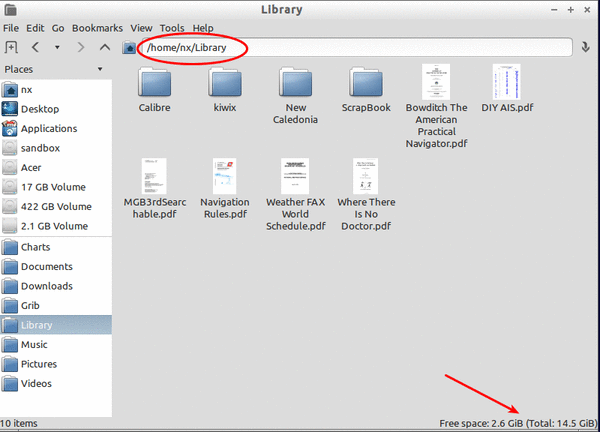 Library
File Edit Go Bookmarks View Tools Help
/home/nx/Library
Places
nx
Desktop
Applications
sandbox
Acer
17 GB Volume
422 GB Volume
2.1 GB Volume
Charts
Documents
Downloads
Grib
Library
Music
Pictures
Videos
Calibre
kiwix
New
Caledonia
ScrapBook
Bowditch The
American
Practical
Navigator.pdf
DIY AIS.pdf
MGB3rdSearc
hable.pdf
Navigation
Rules.pdf
Weather FAX
World
Schedule.pdf
Where There
Is No
Doctor.pdf
10 items
Free space: 2.6 GiB (Total: 14.5 GiB)